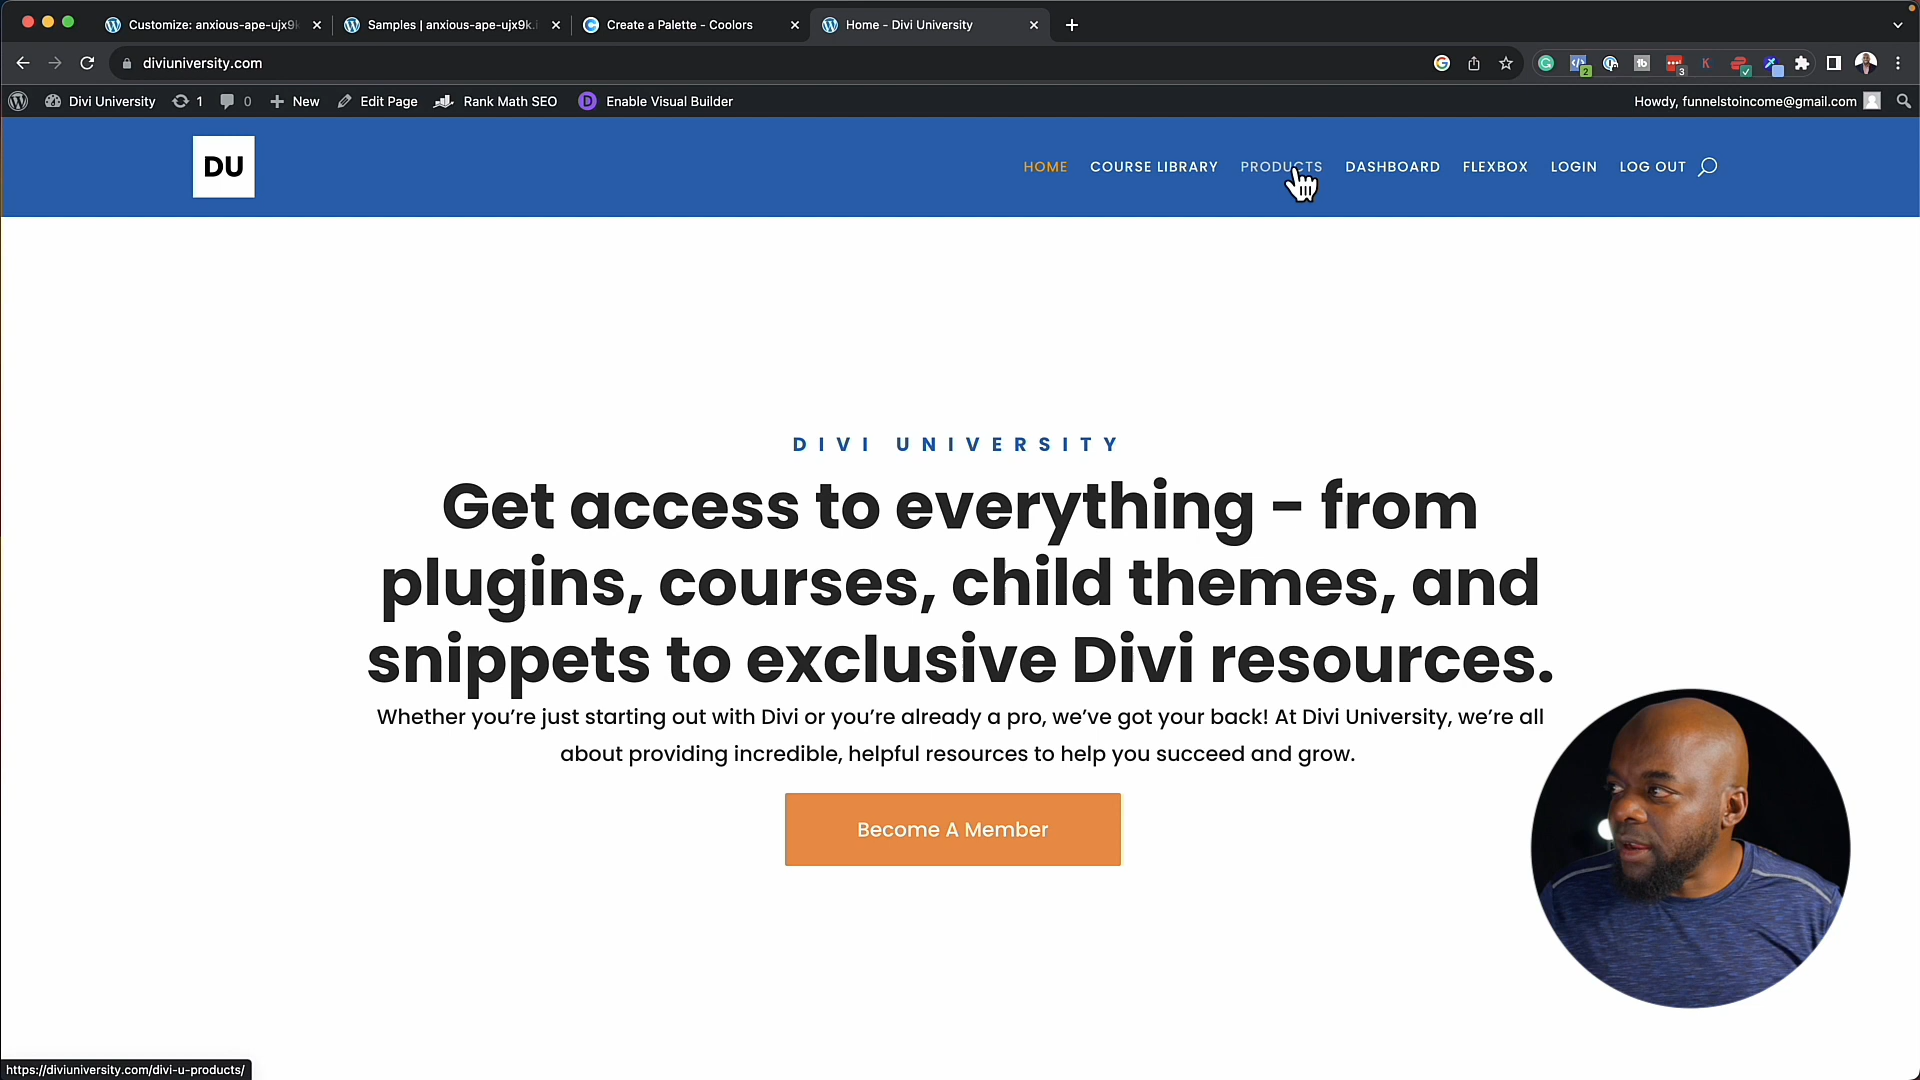 Customize: anxious-ape-ujx9k
Samples | anxious-ape-ujx9k.i
Create a Palette - Coolors
Home - Divi University
diviuniversity.com
Divi University
1
0
New
Edit Page
Rank Math SEO
D
Enable Visual Builder
Howdy, funnelstoincome@gmail.com
DU
HOME
COURSE LIBRARY
PRODUCTS
DASHBOARD
FLEXBOX
LOGIN
LOG OUT
DIVI UNIVERSITY
Get access to everything – from
plugins, courses, child themes, and
snippets to exclusive Divi resources.
Whether you’re just starting out with Divi or you’re already a pro, we’ve got your back! At Divi University, we’re all
about providing incredible, helpful resources to help you succeed and grow.
Become A Member
https://diviuniversity.com/divi-u-products/